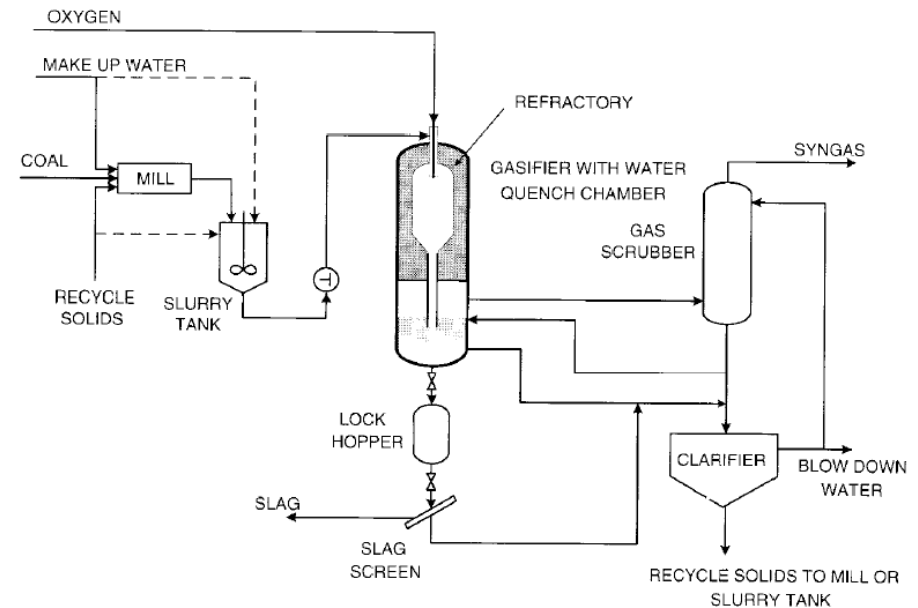 OXYGEN
MAKE UP WATER
REFRACTORY
COAL
MILL
GASIFIER WITH WATER
QUENCH CHAMBER
SYNGAS
GAS
SCRUBBER
RECYCLE
SOLIDS
SLURRY
TANK
T
LOCK
HOPPER
CLARIFIER
BLOW DOWN
WATER
SLAG
SLAG
SCREEN
RECYCLE SOLIDS TO MILL OR
SLURRY TANK